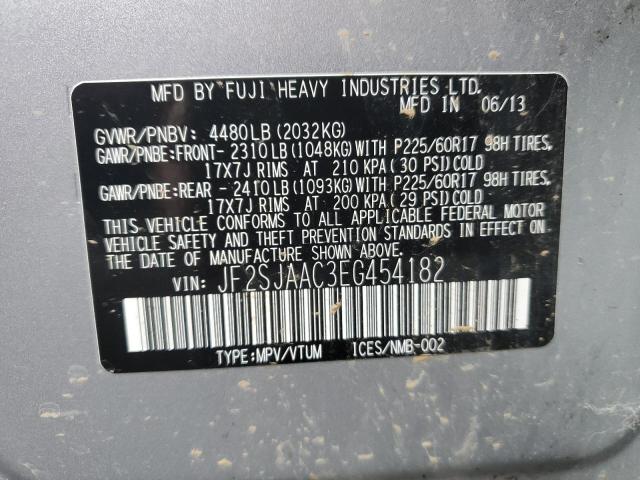 MFD BY FUJI HEAVY INDUSTRIES LTD.
MFD IN 06/13
GVWR/PNBV: 4480LB (2032KG)
GAWR/PNBE:FRONT- 2310LB(1048KG)WITH P225/60R17 98H TIRES,
17X7J RIMS AT 210 KPA(30 PSI)COLD
GAWR/PNBE:REAR - 2410LB(1093KG)WITH P225/60R17 98H TIRES,
17X7J RIMS AT 200 KPA(29 PSI)COLD
THIS VEHICLE CONFORMS TO ALL APPLICABLE FEDERAL MOTOR
VEHICLE SAFETY AND THEFT PREVENTION STANDARDS IN EFFECT ON
THE DATE OF MANUFACTURE SHOWN ABOVE.
VIN: JF2SJAAC3EG454182
TYPE:MPV/VTUM 1CES/NMB-002